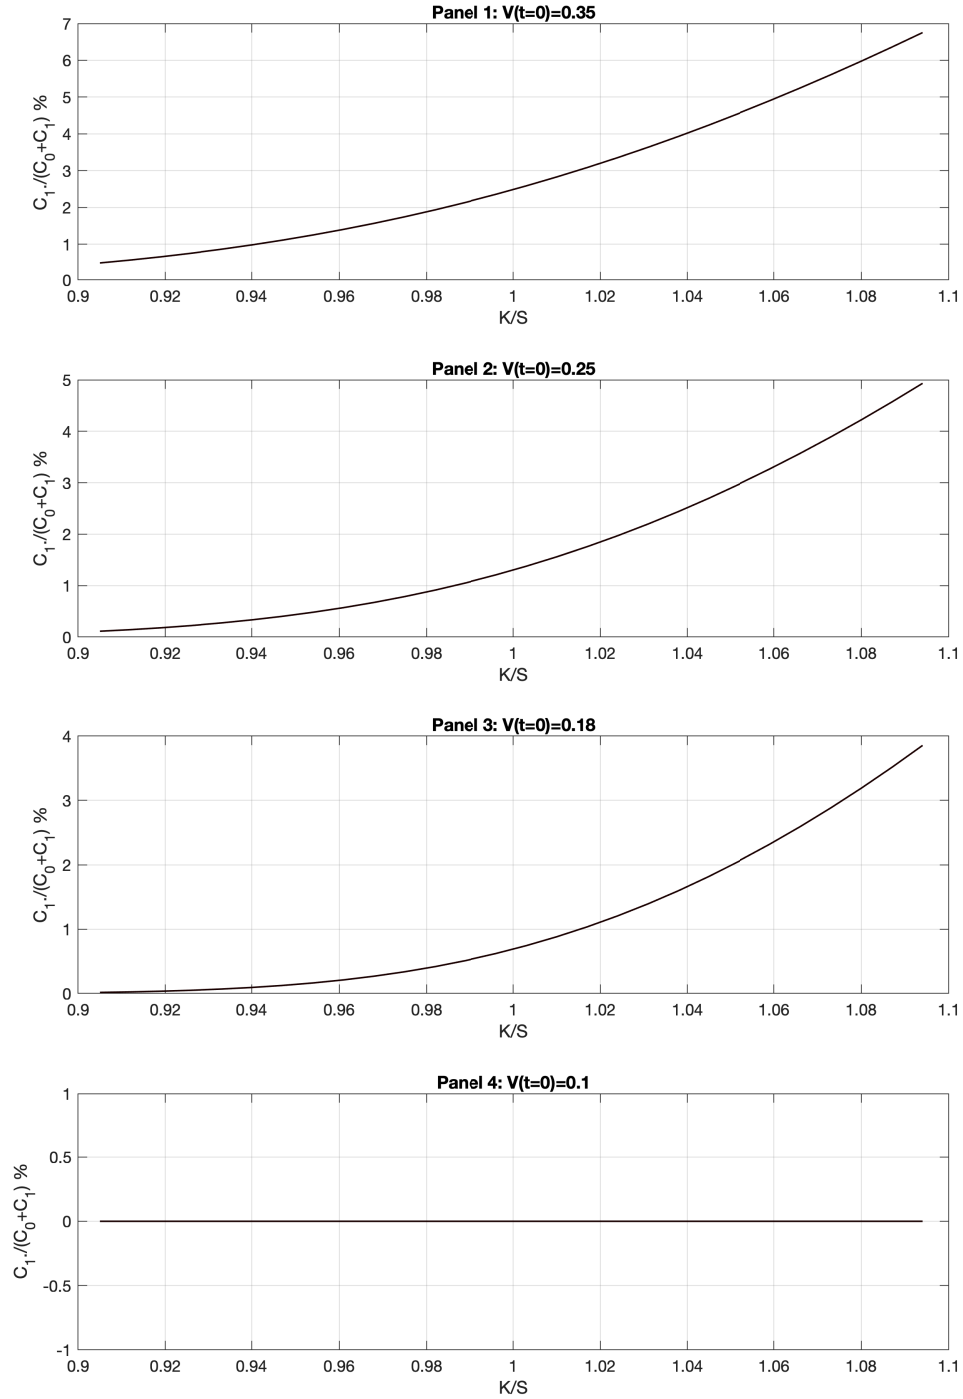 Panel 1: V(t=0)=0.35
7
6
5
4
3
2
1
0
C₁./(C₀+C₁) %
0.9 0.92 0.94 0.96 0.98 1 1.02 1.04 1.06 1.08 1.1
K/S
Panel 2: V(t=0)=0.25
5
4
3
2
1
0
C₁./(C₀+C₁) %
0.9 0.92 0.94 0.96 0.98 1 1.02 1.04 1.06 1.08 1.1
K/S
Panel 3: V(t=0)=0.18
4
3
2
1
0
C₁./(C₀+C₁) %
0.9 0.92 0.94 0.96 0.98 1 1.02 1.04 1.06 1.08 1.1
K/S
Panel 4: V(t=0)=0.1
1
0.5
0
-0.5
-1
C₁./(C₀+C₁) %
0.9 0.92 0.94 0.96 0.98 1 1.02 1.04 1.06 1.08 1.1
K/S